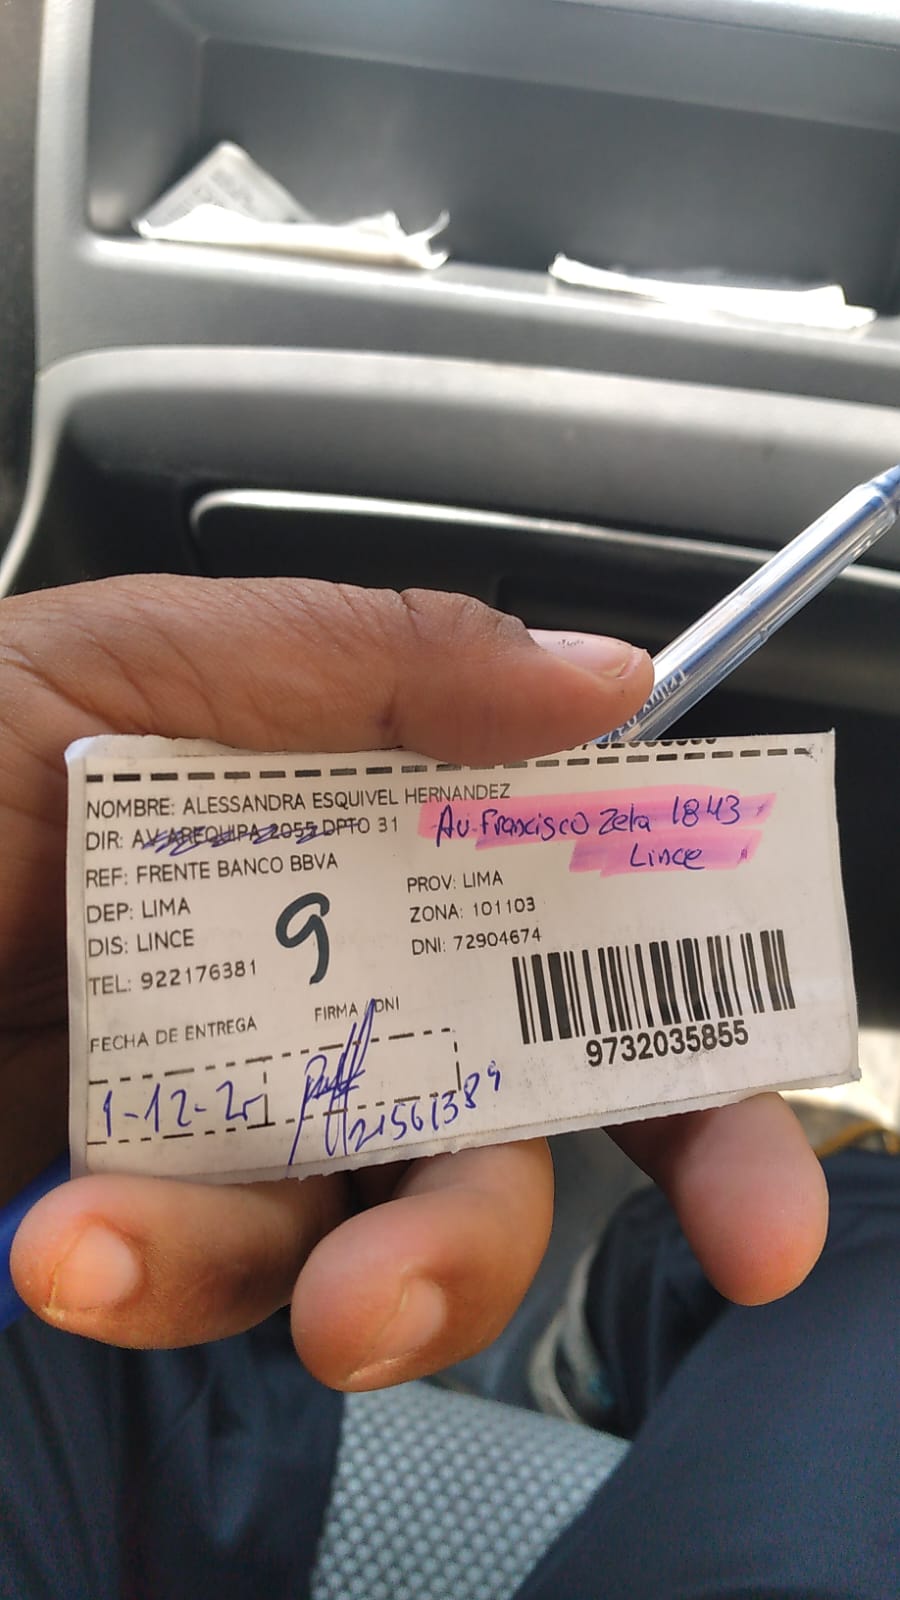 NOMBRE: ALESSANDRA ESQUIVEL HERNANDEZ
DIR: AV AREQUIPA 2055 DPTO 31
Av. Francisco Zela 1843
Lince
REF: FRENTE BANCO BBVA
DEP: LIMA
PROV: LIMA
DIS: LINCE
ZONA: 101103
TEL: 922176381
DNI: 72904674
9
FECHA DE ENTREGA
FIRMA / DNI
9732035855
1-12-2